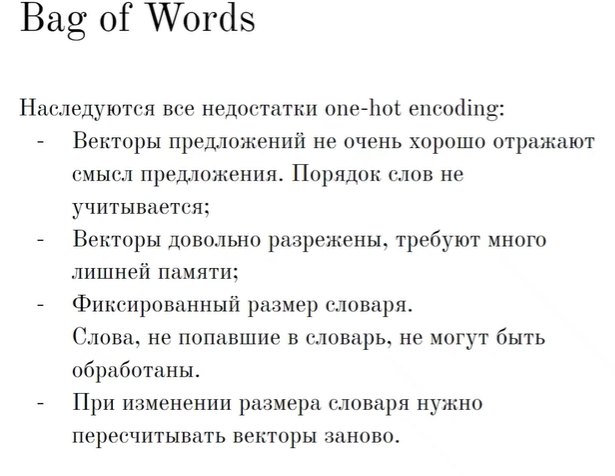 Bag of Words
Наследуются все недостатки one-hot encoding:
- Векторы предложений не очень хорошо отражают
смысл предложения. Порядок слов не
учитывается;
- Векторы довольно разрежены, требуют много
лишней памяти;
- Фиксированный размер словаря.
Слова, не попавшие в словарь, не могут быть
обработаны.
- При изменении размера словаря нужно
пересчитывать векторы заново.